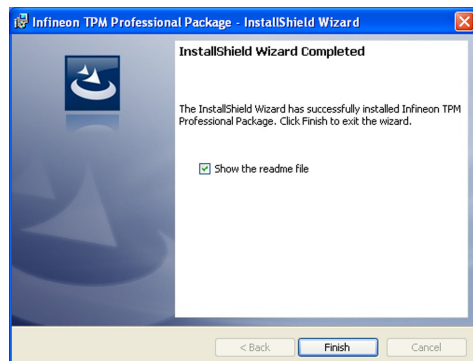 Infineon TPM Professional Package - InstallShield Wizard
InstallShield Wizard Completed
The InstallShield Wizard has successfully installed Infineon TPM
Professional Package. Click Finish to exit the wizard.
Show the readme file
< Back
Finish
Cancel